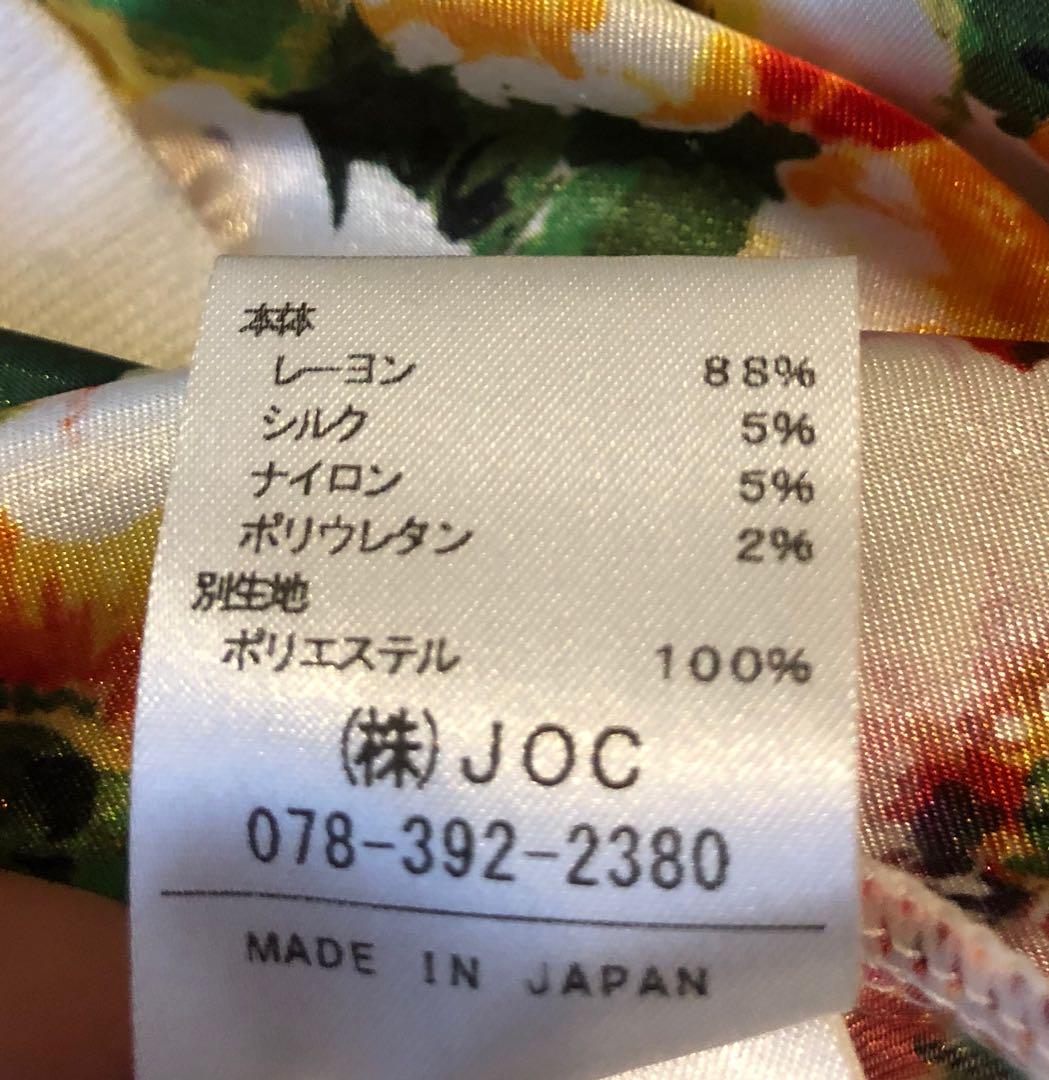 本体
レーヨン 88%
シルク 5%
ナイロン 5%
ポリウレタン 2%
別生地
ポリエステル 100%
(株)JOC
078-392-2380
MADE IN JAPAN